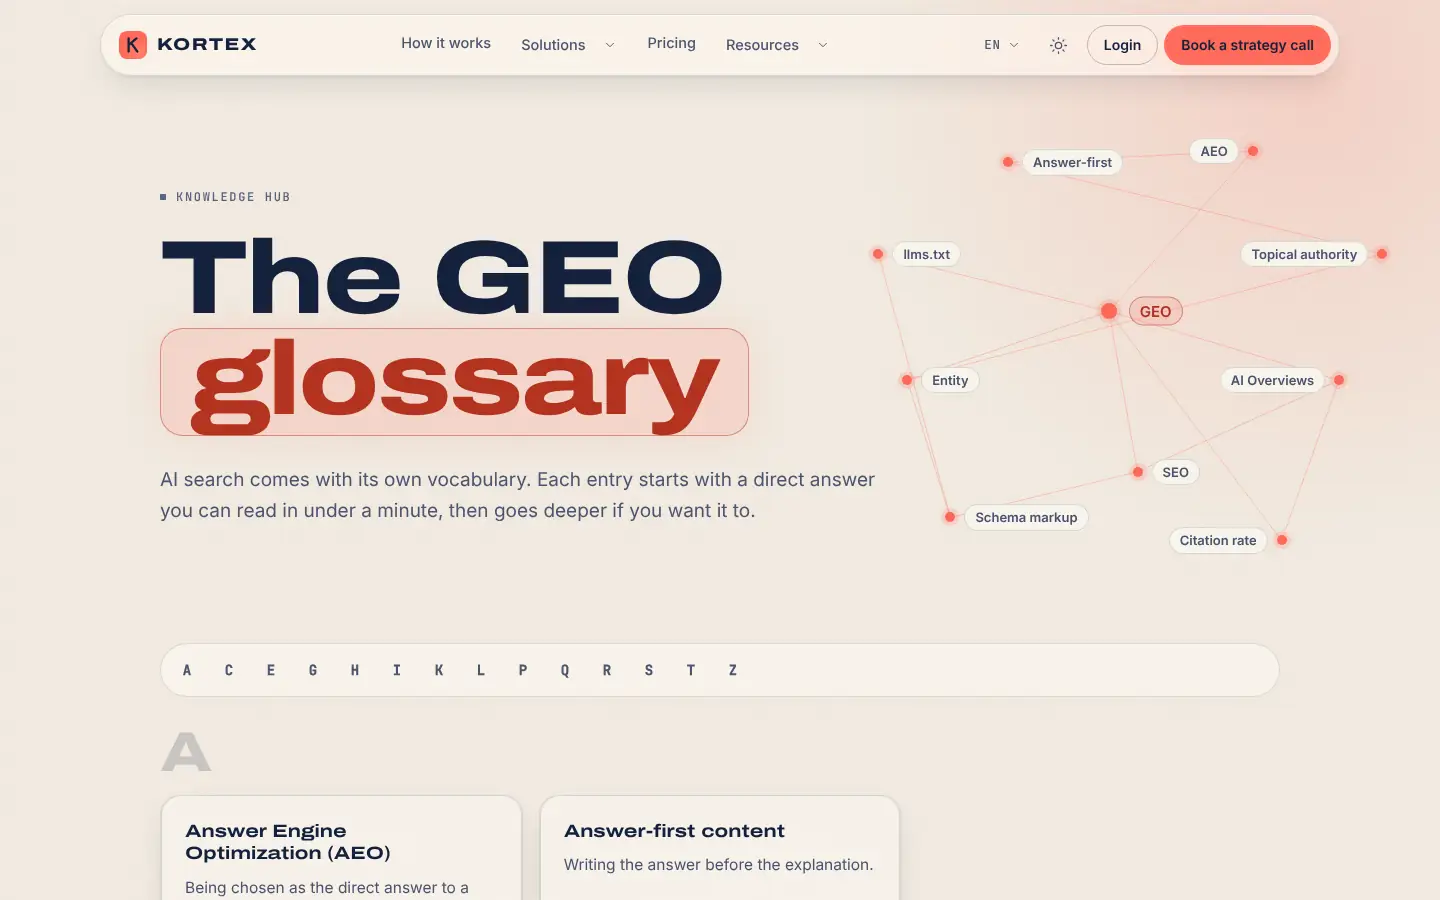 K KORTEX
How it works
Solutions
Pricing
Resources
EN
Login
Book a strategy call
KNOWLEDGE HUB
The GEO
glossary
AI search comes with its own vocabulary. Each entry starts with a direct answer
you can read in under a minute, then goes deeper if you want it to.
Answer-first
AEO
llms.txt
Topical authority
GEO
Entity
AI Overviews
SEO
Schema markup
Citation rate
A C E G H I K L P Q R S T Z
A
Answer Engine
Optimization (AEO)
Being chosen as the direct answer to a
Answer-first content
Writing the answer before the explanation.